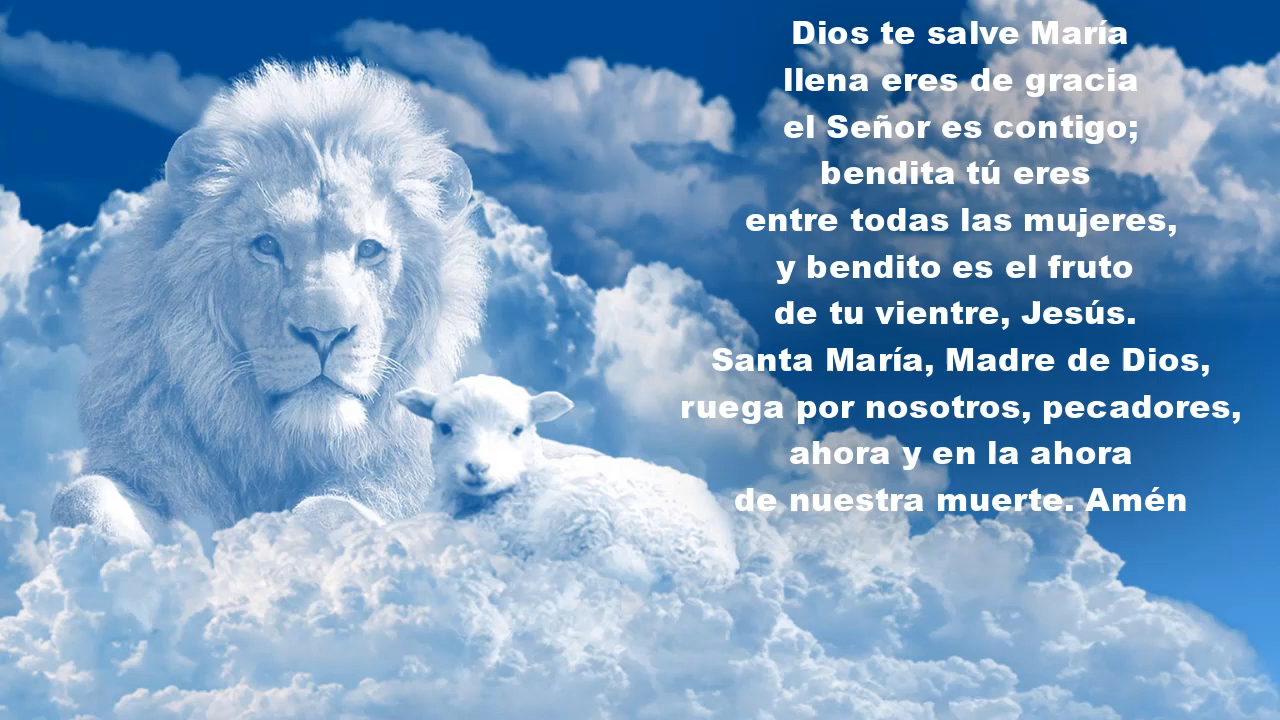 Dios te salve María
llena eres de gracia
el Señor es contigo;
bendita tú eres
entre todas las mujeres,
y bendito es el fruto
de tu vientre, Jesús.
Santa María, Madre de Dios,
ruega por nosotros, pecadores,
ahora y en la ahora
de nuestra muerte. Amén